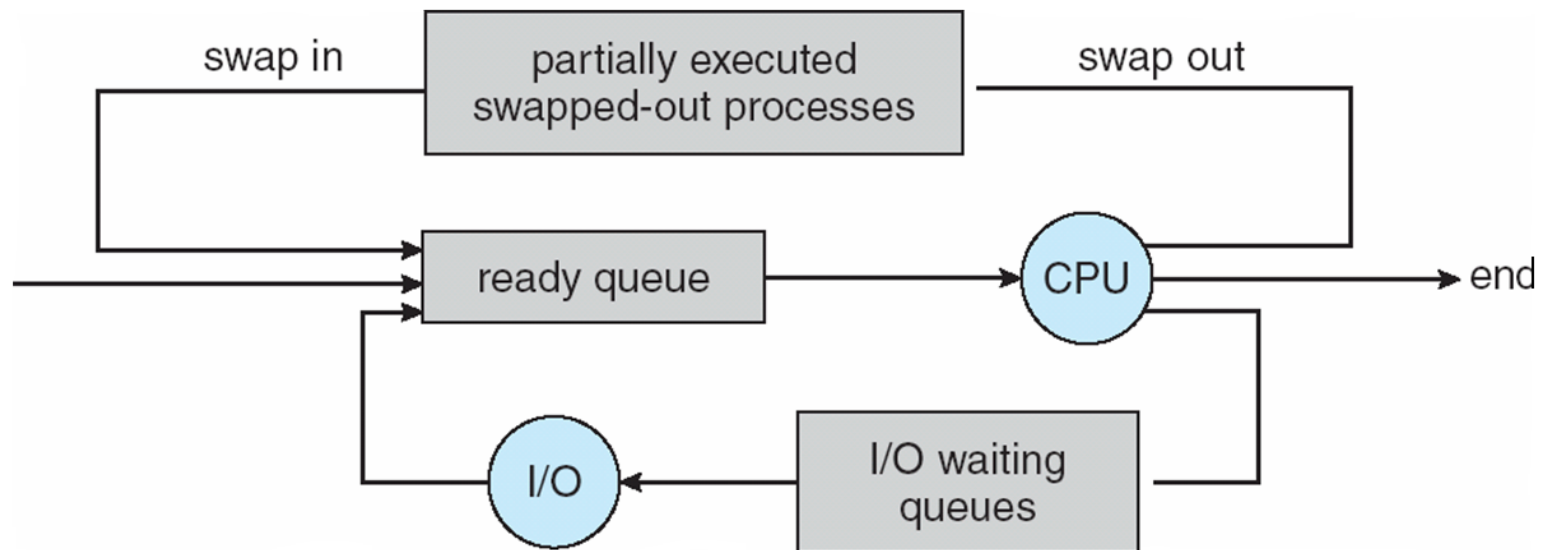 swap in
partially executed
swapped-out processes
swap out
ready queue
CPU
end
I/O
I/O waiting
queues